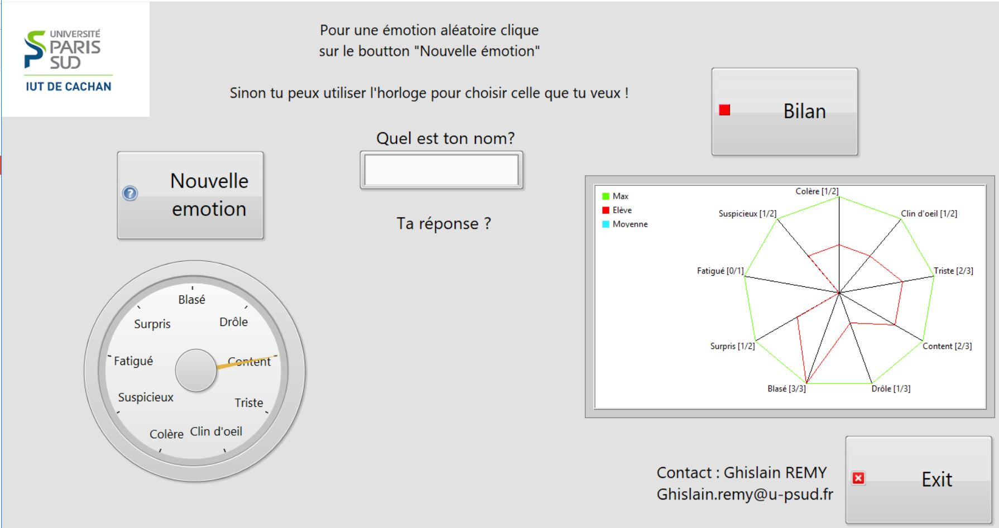 UNIVERSITÉ
PARIS
SUD
IUT DE CACHAN
Pour une émotion aléatoire clique
sur le boutton "Nouvelle émotion"
Sinon tu peux utiliser l'horloge pour choisir celle que tu veux !
Bilan
Quel est ton nom?
Nouvelle
emotion
Ta réponse ?
Blasé
Surpris
Drôle
Fatigué
Content
Suspicieux
Triste
Colère
Clin d'oeil
Max
Elève
Moyenne
Colère [1/2]
Suspicieux [1/2]
Clin d'oeil [1/2]
Fatigué [0/1]
Triste [2/3]
Surpris [1/2]
Content [2/3]
Blasé [3/3]
Drôle [1/3]
Contact : Ghislain REMY
Ghislain.remy@u-psud.fr
Exit